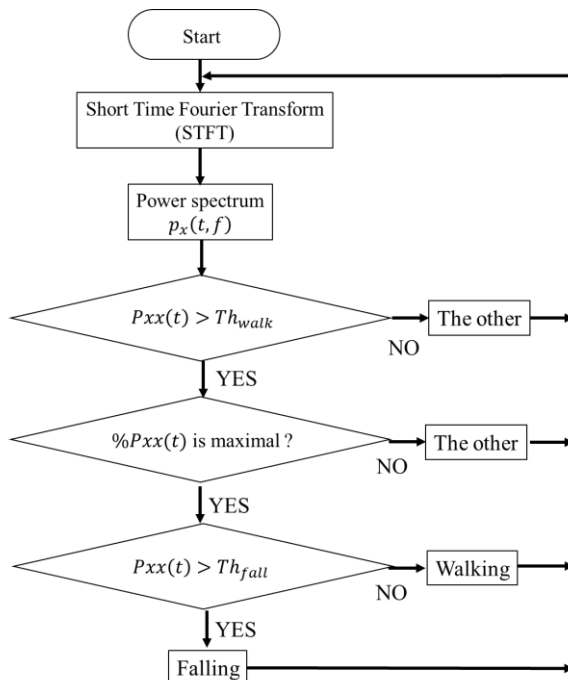 Start
Short Time Fourier Transform
(STFT)
Power spectrum
pₓ(t, f)
Pxx(t) > Th_walk
NO
The other
YES
%Pxx(t) is maximal ?
NO
The other
YES
Pxx(t) > Th_fall
NO
Walking
YES
Falling